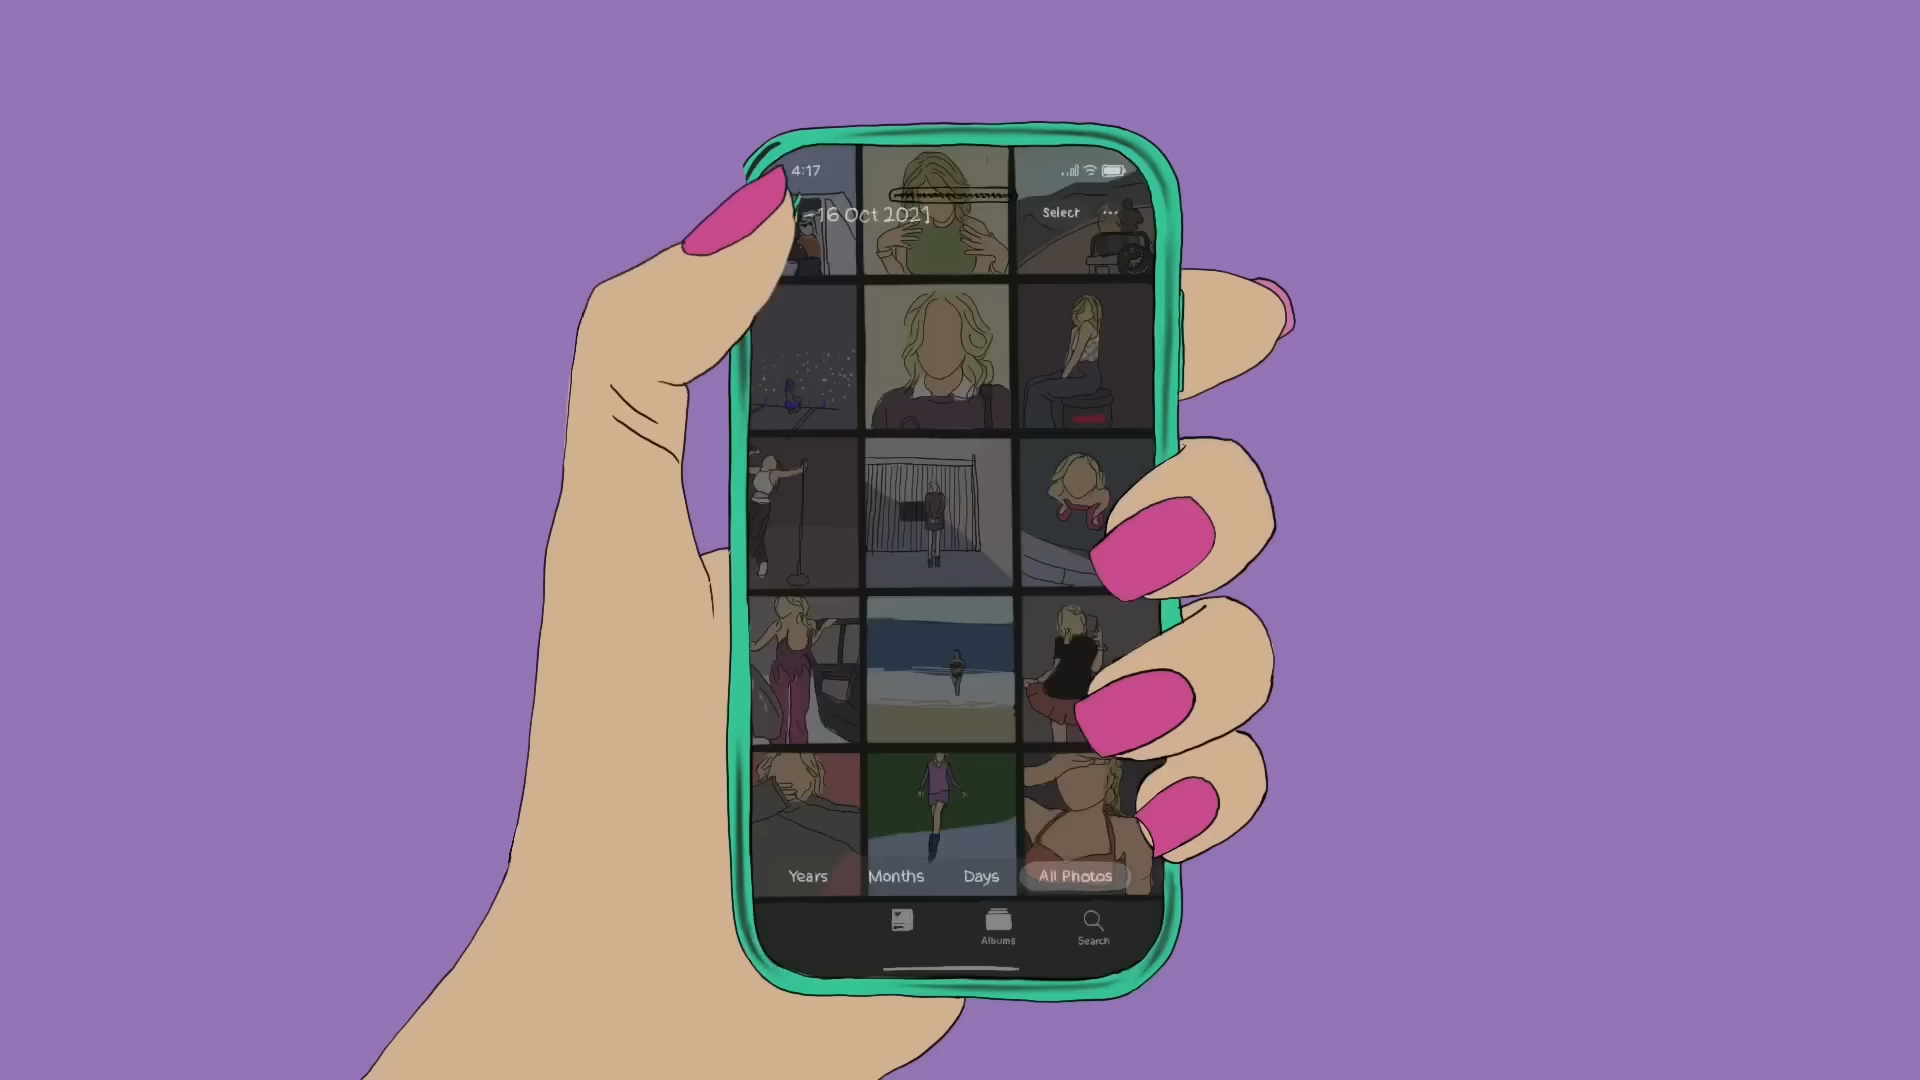 4:17
–16 Oct 2021
Select ...
Years Months Days All Photos
Albums Search